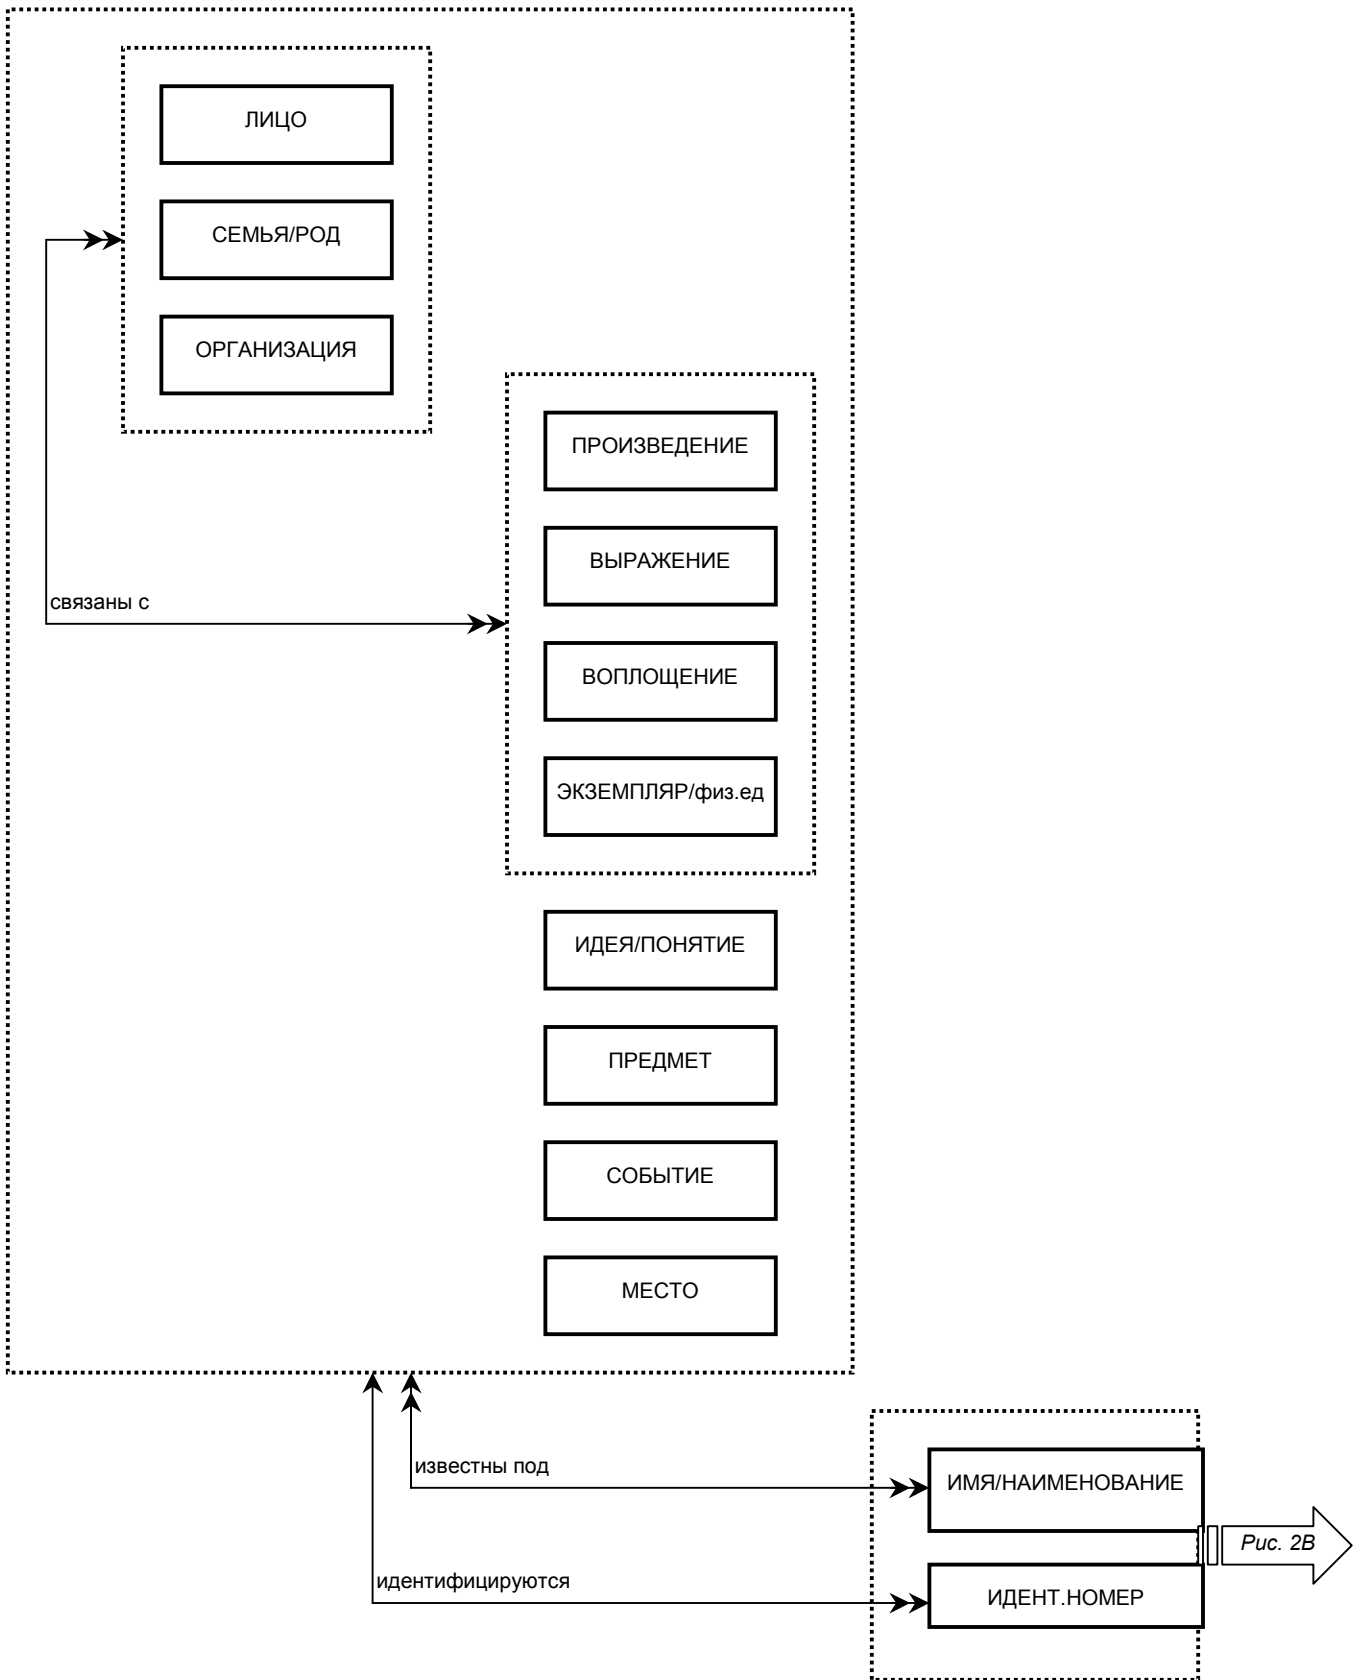 ЛИЦО
СЕМЬЯ/РОД
ОРГАНИЗАЦИЯ
ПРОИЗВЕДЕНИЕ
ВЫРАЖЕНИЕ
связаны с
ВОПЛОЩЕНИЕ
ЭКЗЕМПЛЯР/физ.ед
ИДЕЯ/ПОНЯТИЕ
ПРЕДМЕТ
СОБЫТИЕ
МЕСТО
известны под
ИМЯ/НАИМЕНОВАНИЕ
Рис. 2В
идентифицируются
ИДЕНТ.НОМЕР